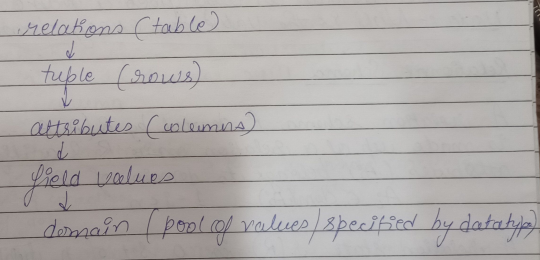 relations (table)
↓
tuple (rows)
↓
attributes (columns)
↓
field values
↓
domain (pool of values/specified by datatype)